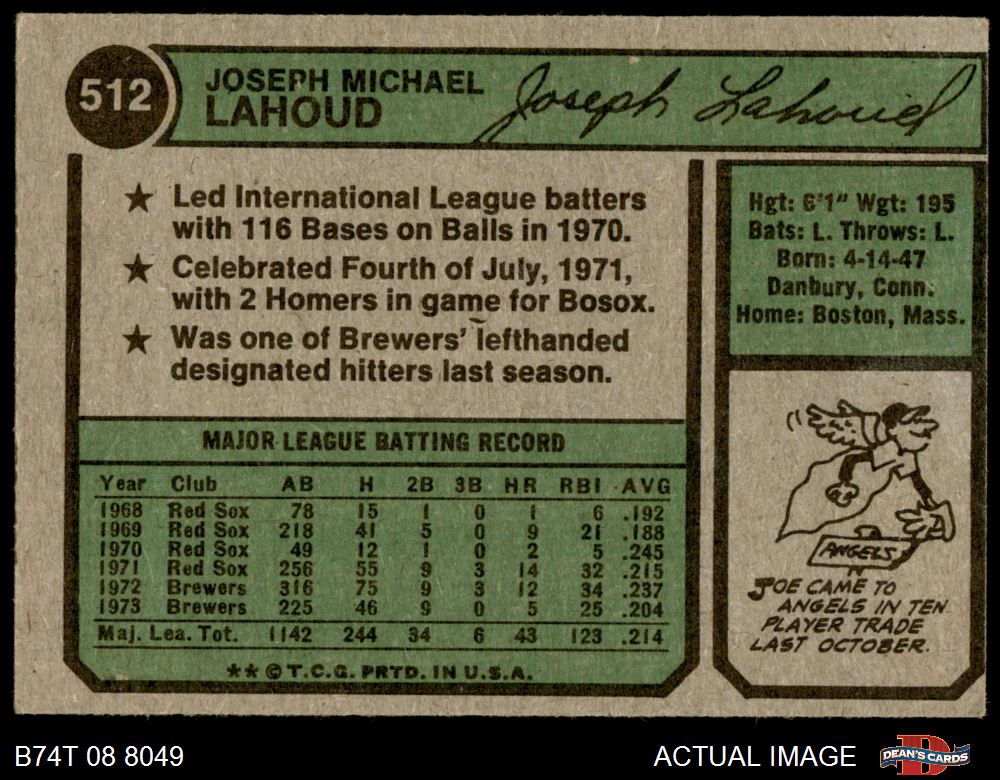 512
JOSEPH MICHAEL
LAHOUD
Joseph Lahoud
★ Led International League batters
with 116 Bases on Balls in 1970.
★ Celebrated Fourth of July, 1971,
with 2 Homers in game for Bosox.
★ Was one of Brewers' lefthanded
designated hitters last season.
Hgt: 6'1" Wgt: 195
Bats: L. Throws: L.
Born: 4-14-47
Danbury, Conn.
Home: Boston, Mass.
MAJOR LEAGUE BATTING RECORD
Year Club AB H 2B 3B HR RBI AVG
1968 Red Sox 78 15 1 0 1 6 .192
1969 Red Sox 218 41 5 0 9 21 .188
1970 Red Sox 49 12 1 0 2 5 .245
1971 Red Sox 256 55 9 3 14 32 .215
1972 Brewers 316 75 9 3 12 34 .237
1973 Brewers 225 46 9 0 5 25 .204
Maj. Lea. Tot. 1142 244 34 6 43 123 .214
★★ © T.C.G. PRTD. IN U.S.A.
ANGELS
JOE CAME TO
ANGELS IN TEN
PLAYER TRADE
LAST OCTOBER.
B74T 08 8049
ACTUAL IMAGE
D
DEAN'S CARDS